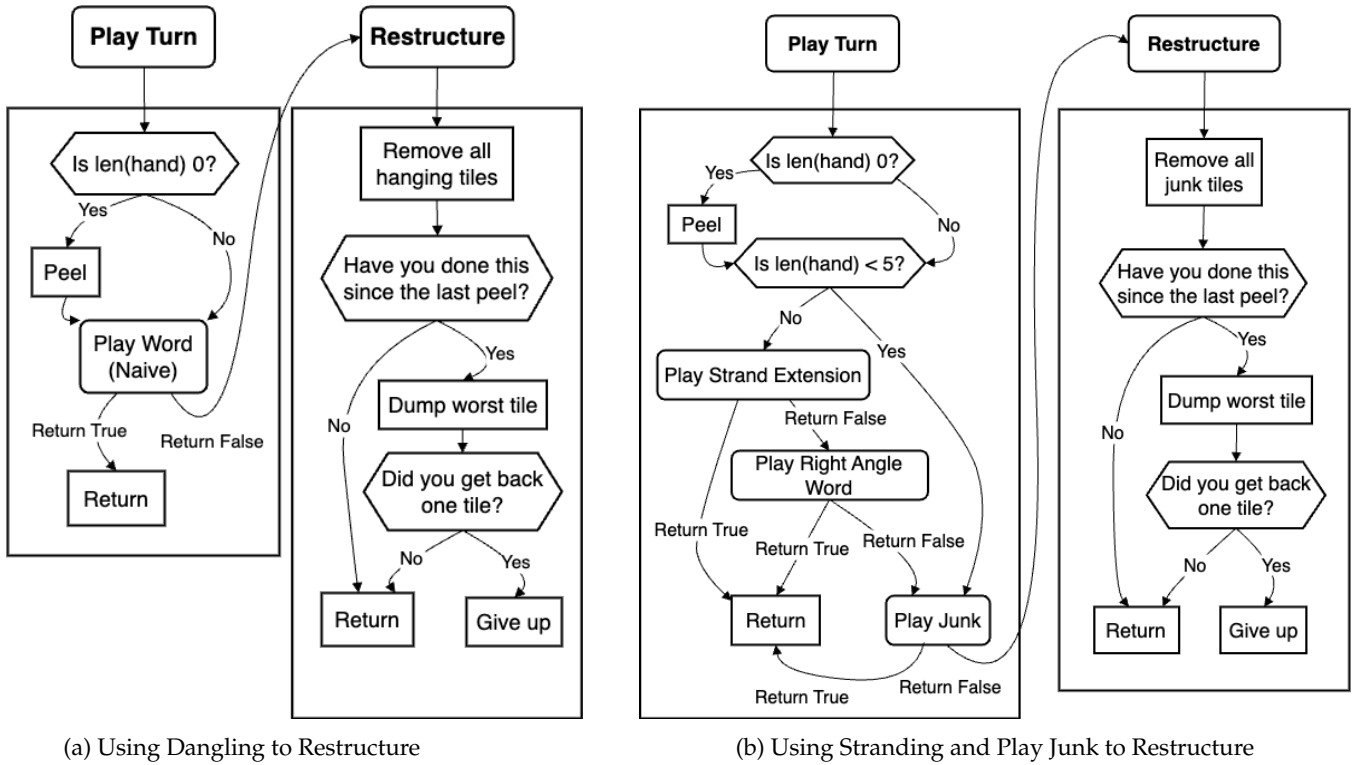 Play Turn
Is len(hand) 0?
Yes
No
Peel
Play Word
(Naive)
Return True
Return False
Return
Restructure
Remove all
hanging tiles
Have you done this
since the last peel?
Yes
No
Dump worst tile
Did you get back
one tile?
No
Yes
Return
Give up
(a) Using Dangling to Restructure
Play Turn
Is len(hand) 0?
Yes
No
Peel
Is len(hand) < 5?
No
Yes
Play Strand Extension
Return False
Play Right Angle
Word
Return True
Return True
Return False
Return
Play Junk
Return True
Return False
Restructure
Remove all
junk tiles
Have you done this
since the last peel?
Yes
No
Dump worst tile
Did you get back
one tile?
No
Yes
Return
Give up
(b) Using Stranding and Play Junk to Restructure